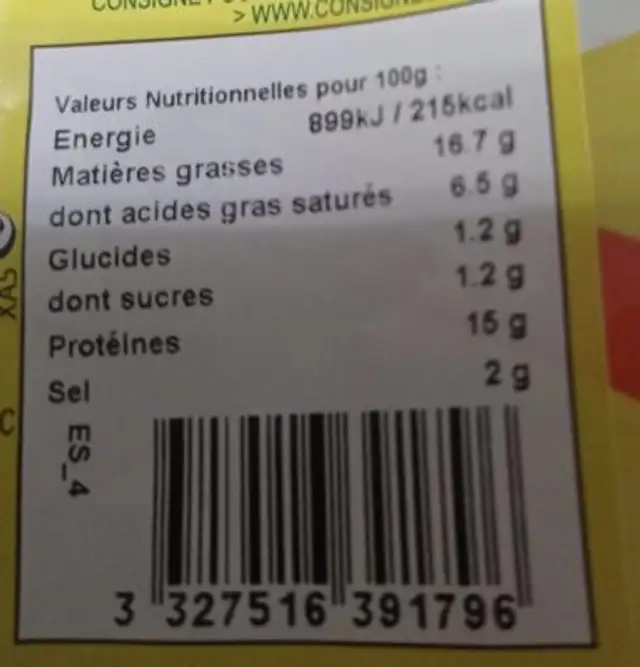 > WWW.CONSIGN
Valeurs Nutritionnelles pour 100g :
Energie 899kJ / 215kcal
Matières grasses 16.7 g
dont acides gras saturés 6.5 g
Glucides 1.2 g
dont sucres 1.2 g
Protéines 15 g
Sel 2 g
ES_4
3 327516 391796